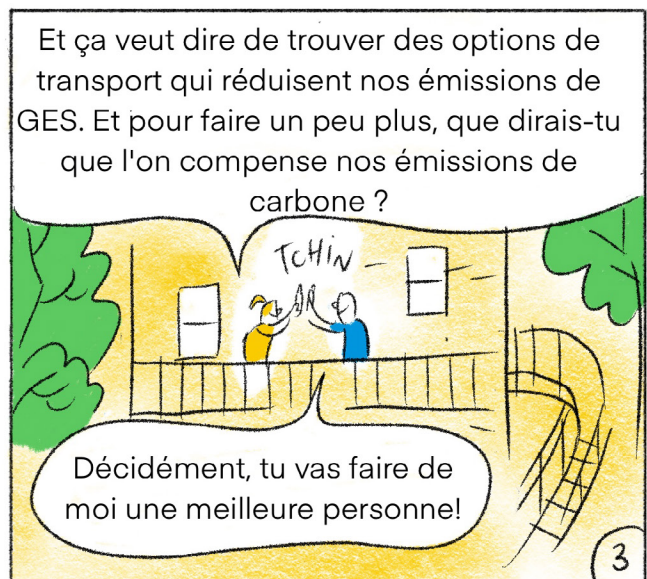 Et ça veut dire de trouver des options de
transport qui réduisent nos émissions de
GES. Et pour faire un peu plus, que dirais-tu
que l'on compense nos émissions de
carbone ?
TCHIN
Décidément, tu vas faire de
moi une meilleure personne!
3